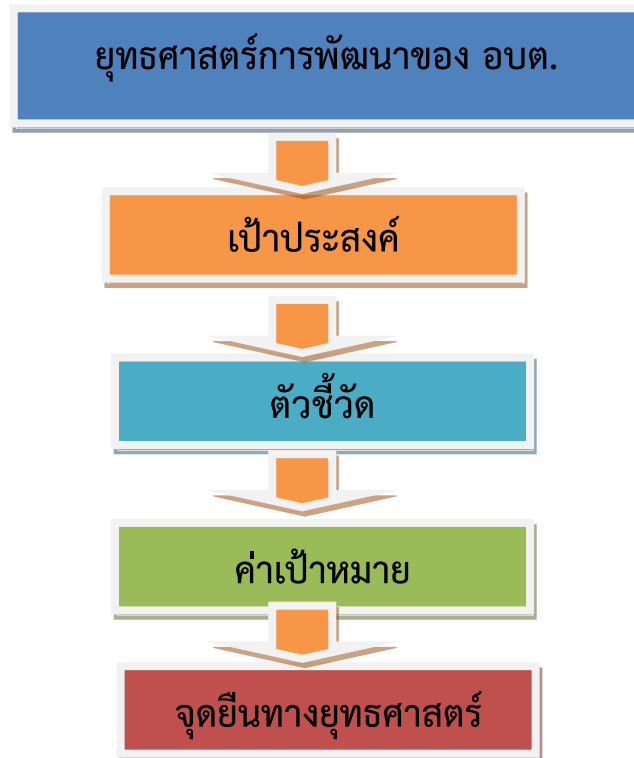 ยุทธศาสตร์การพัฒนาของ อบต.
เป้าประสงค์
ตัวชี้วัด
ค่าเป้าหมาย
จุดยืนทางยุทธศาสตร์